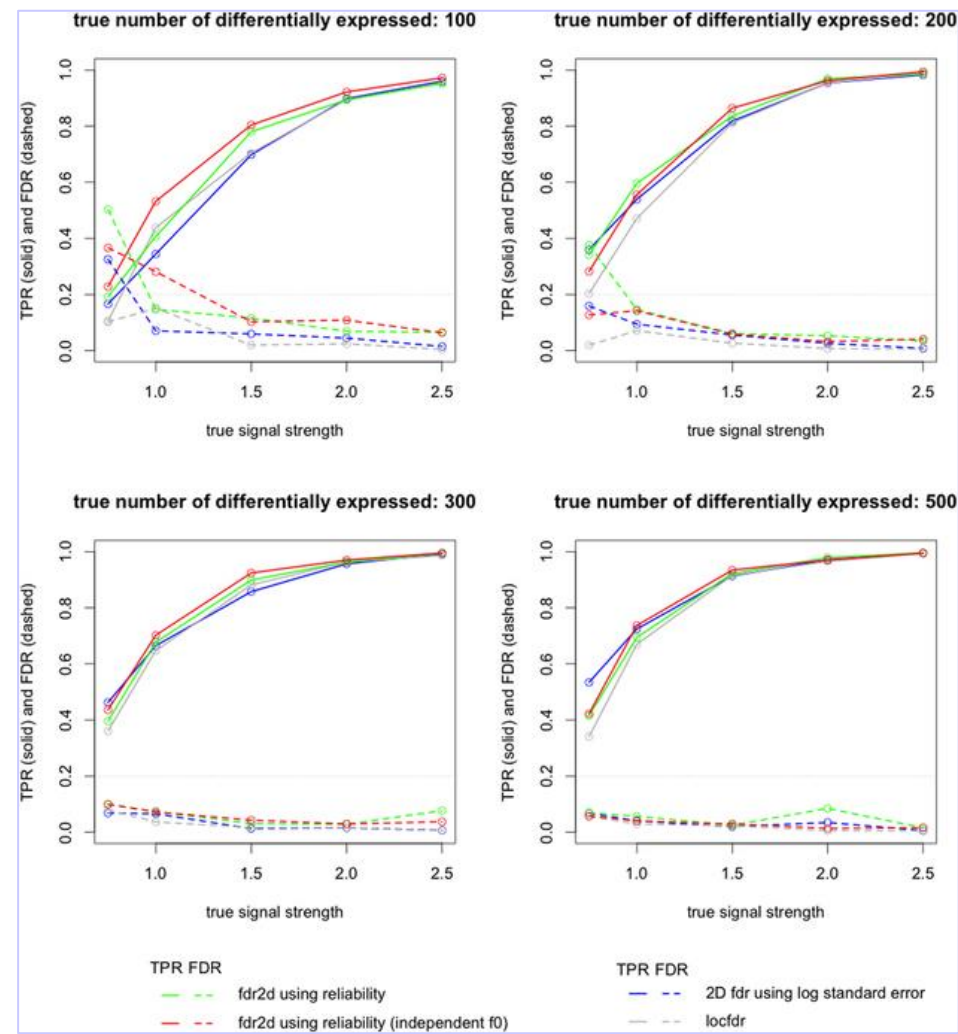 true number of differentially expressed: 100
TPR (solid) and FDR (dashed)
1.0
0.8
0.6
0.4
0.2
0.0
1.0 1.5 2.0 2.5
true signal strength
true number of differentially expressed: 200
TPR (solid) and FDR (dashed)
1.0
0.8
0.6
0.4
0.2
0.0
1.0 1.5 2.0 2.5
true signal strength
true number of differentially expressed: 300
TPR (solid) and FDR (dashed)
1.0
0.8
0.6
0.4
0.2
0.0
1.0 1.5 2.0 2.5
true signal strength
true number of differentially expressed: 500
TPR (solid) and FDR (dashed)
1.0
0.8
0.6
0.4
0.2
0.0
1.0 1.5 2.0 2.5
true signal strength
TPR FDR
fdr2d using reliability
fdr2d using reliability (independent f0)
TPR FDR
2D fdr using log standard error
locfdr